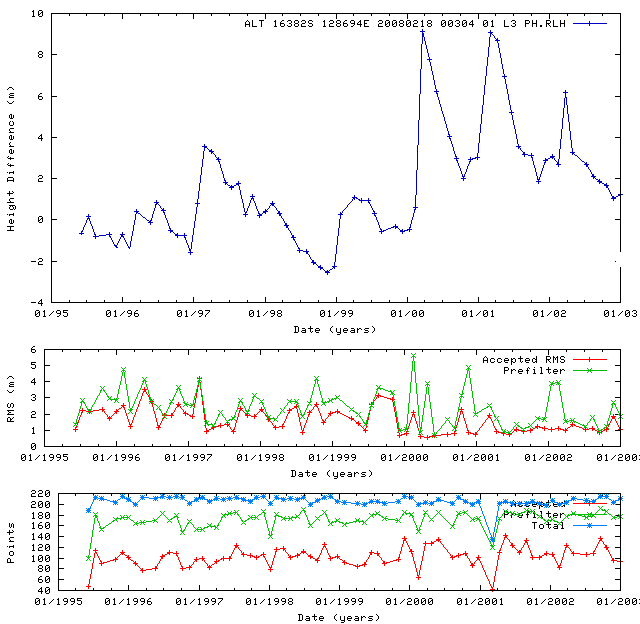 ALT 16382S 128694E 20080218 00304 01 L3 PH.RLH
10
8
6
4
2
0
-2
-4
Height Difference (m)
01/95 01/96 01/97 01/98 01/99 01/00 01/01 01/02 01/03
Date (years)
Accepted RMS
Prefilter
6
5
4
3
2
1
0
RMS (m)
01/1995 01/1996 01/1997 01/1998 01/1999 01/2000 01/2001 01/2002 01/2003
Date (years)
Accepted
Prefilter
Total
220
200
180
160
140
120
100
80
60
40
Points
01/1995 01/1996 01/1997 01/1998 01/1999 01/2000 01/2001 01/2002 01/2003
Date (years)